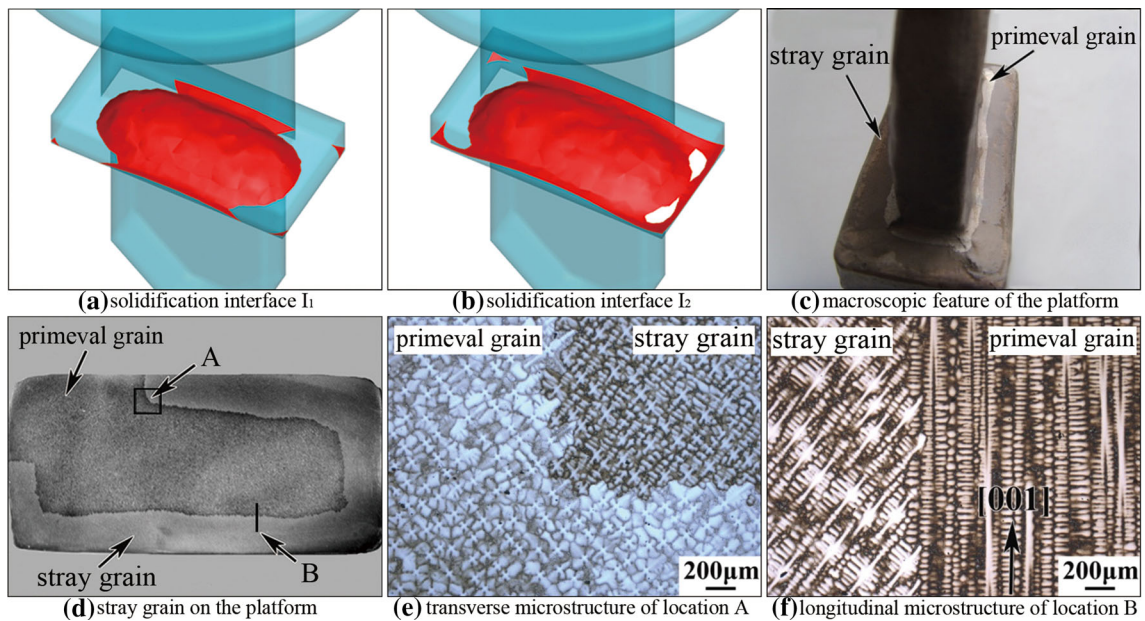 (a) solidification interface I1
(b) solidification interface I2
stray grain
primeval grain
(c) macroscopic feature of the platform
primeval grain
A
stray grain
B
(d) stray grain on the platform
primeval grain
stray grain
200μm
(e) transverse microstructure of location A
stray grain
primeval grain
[001]
200μm
(f) longitudinal microstructure of location B